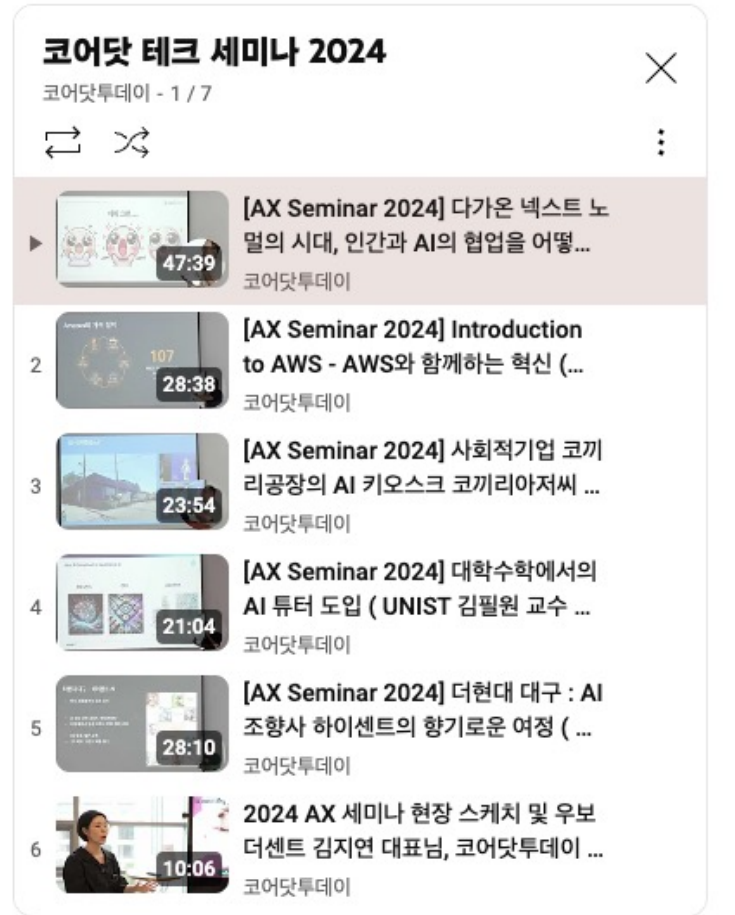 코어닷 테크 세미나 2024
코어닷투데이 - 1 / 7
47:39
[AX Seminar 2024] 다가온 넥스트 노
멀의 시대, 인간과 AI의 협업을 어떻...
코어닷투데이
2
107
28:38
[AX Seminar 2024] Introduction
to AWS - AWS와 함께하는 혁신 (...
코어닷투데이
3
23:54
[AX Seminar 2024] 사회적기업 코끼
리공장의 AI 키오스크 코끼리아저씨 ...
코어닷투데이
4
21:04
[AX Seminar 2024] 대학수학에서의
AI 튜터 도입 ( UNIST 김필원 교수 ...
코어닷투데이
5
28:10
[AX Seminar 2024] 더현대 대구 : AI
조향사 하이센트의 향기로운 여정 ( ...
코어닷투데이
6
10:06
2024 AX 세미나 현장 스케치 및 우보
더센트 김지연 대표님, 코어닷투데이 ...
코어닷투데이